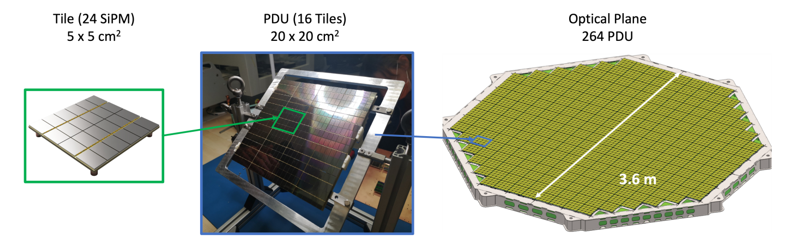 Tile (24 SiPM)
5 x 5 cm²
PDU (16 Tiles)
20 x 20 cm²
Optical Plane
264 PDU
3.6 m